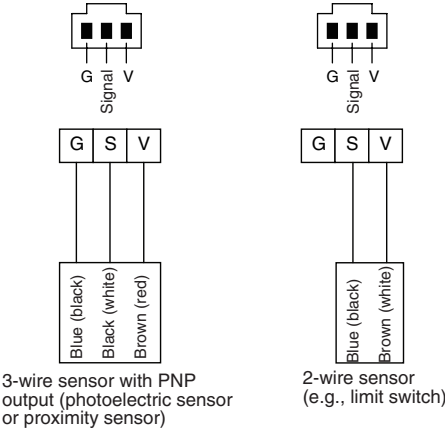 G Signal V
G Signal V
G S V
G S V
Blue (black)
Black (white)
Brown (red)
Blue (black)
Brown (white)
3-wire sensor with PNP
output (photoelectric sensor
or proximity sensor)
2-wire sensor
(e.g., limit switch)